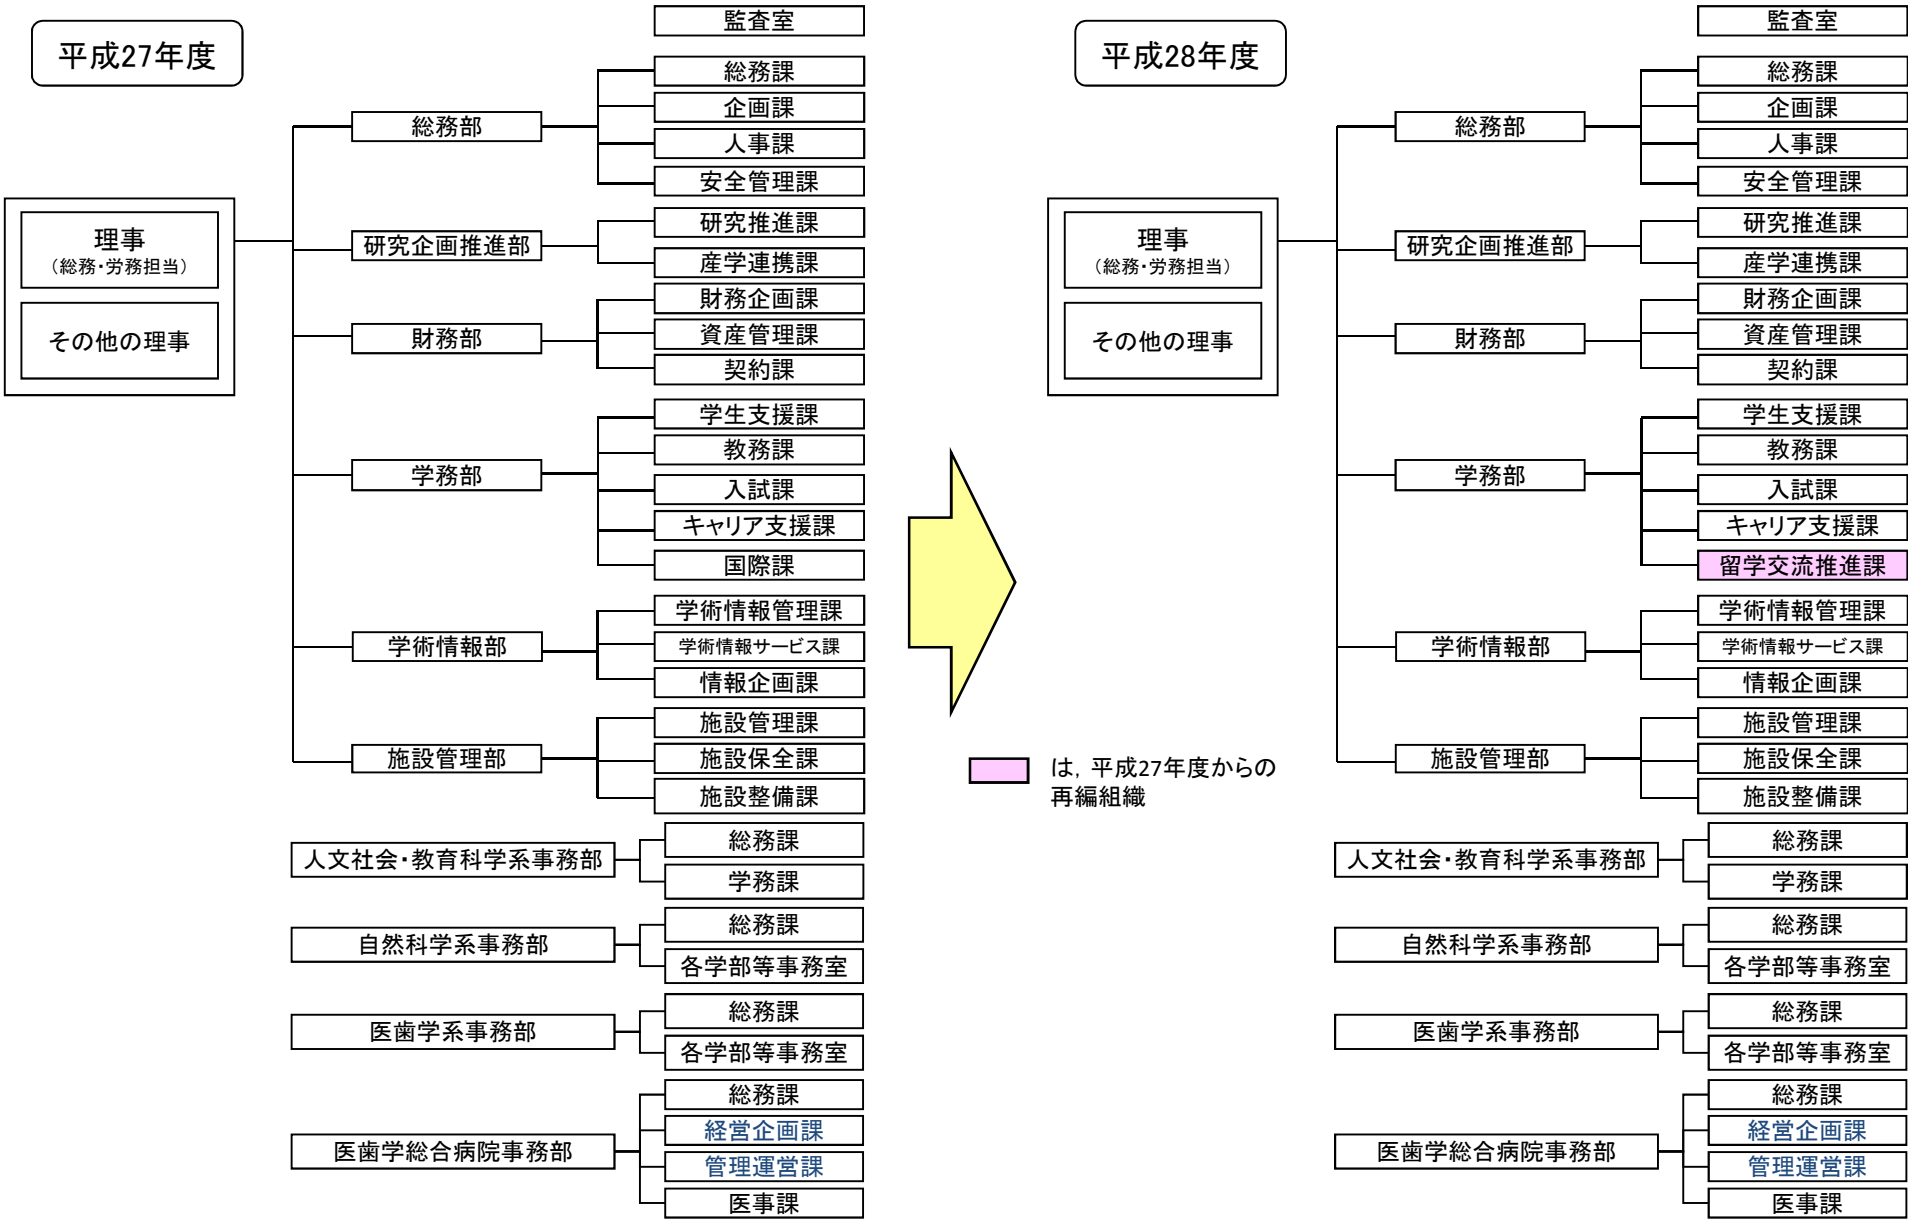 平成27年度
監査室
総務部
総務課
企画課
人事課
安全管理課
理事
（総務・労務担当）
その他の理事
研究企画推進部
研究推進課
産学連携課
財務部
財務企画課
資産管理課
契約課
学務部
学生支援課
教務課
入試課
キャリア支援課
国際課
学術情報部
学術情報管理課
学術情報サービス課
情報企画課
施設管理部
施設管理課
施設保全課
施設整備課
人文社会・教育科学系事務部
総務課
学務課
自然科学系事務部
総務課
各学部等事務室
医歯学系事務部
総務課
各学部等事務室
医歯学総合病院事務部
総務課
経営企画課
管理運営課
医事課
は，平成27年度からの
再編組織
平成28年度
監査室
総務部
総務課
企画課
人事課
安全管理課
理事
（総務・労務担当）
その他の理事
研究企画推進部
研究推進課
産学連携課
財務部
財務企画課
資産管理課
契約課
学務部
学生支援課
教務課
入試課
キャリア支援課
留学交流推進課
学術情報部
学術情報管理課
学術情報サービス課
情報企画課
施設管理部
施設管理課
施設保全課
施設整備課
人文社会・教育科学系事務部
総務課
学務課
自然科学系事務部
総務課
各学部等事務室
医歯学系事務部
総務課
各学部等事務室
医歯学総合病院事務部
総務課
経営企画課
管理運営課
医事課